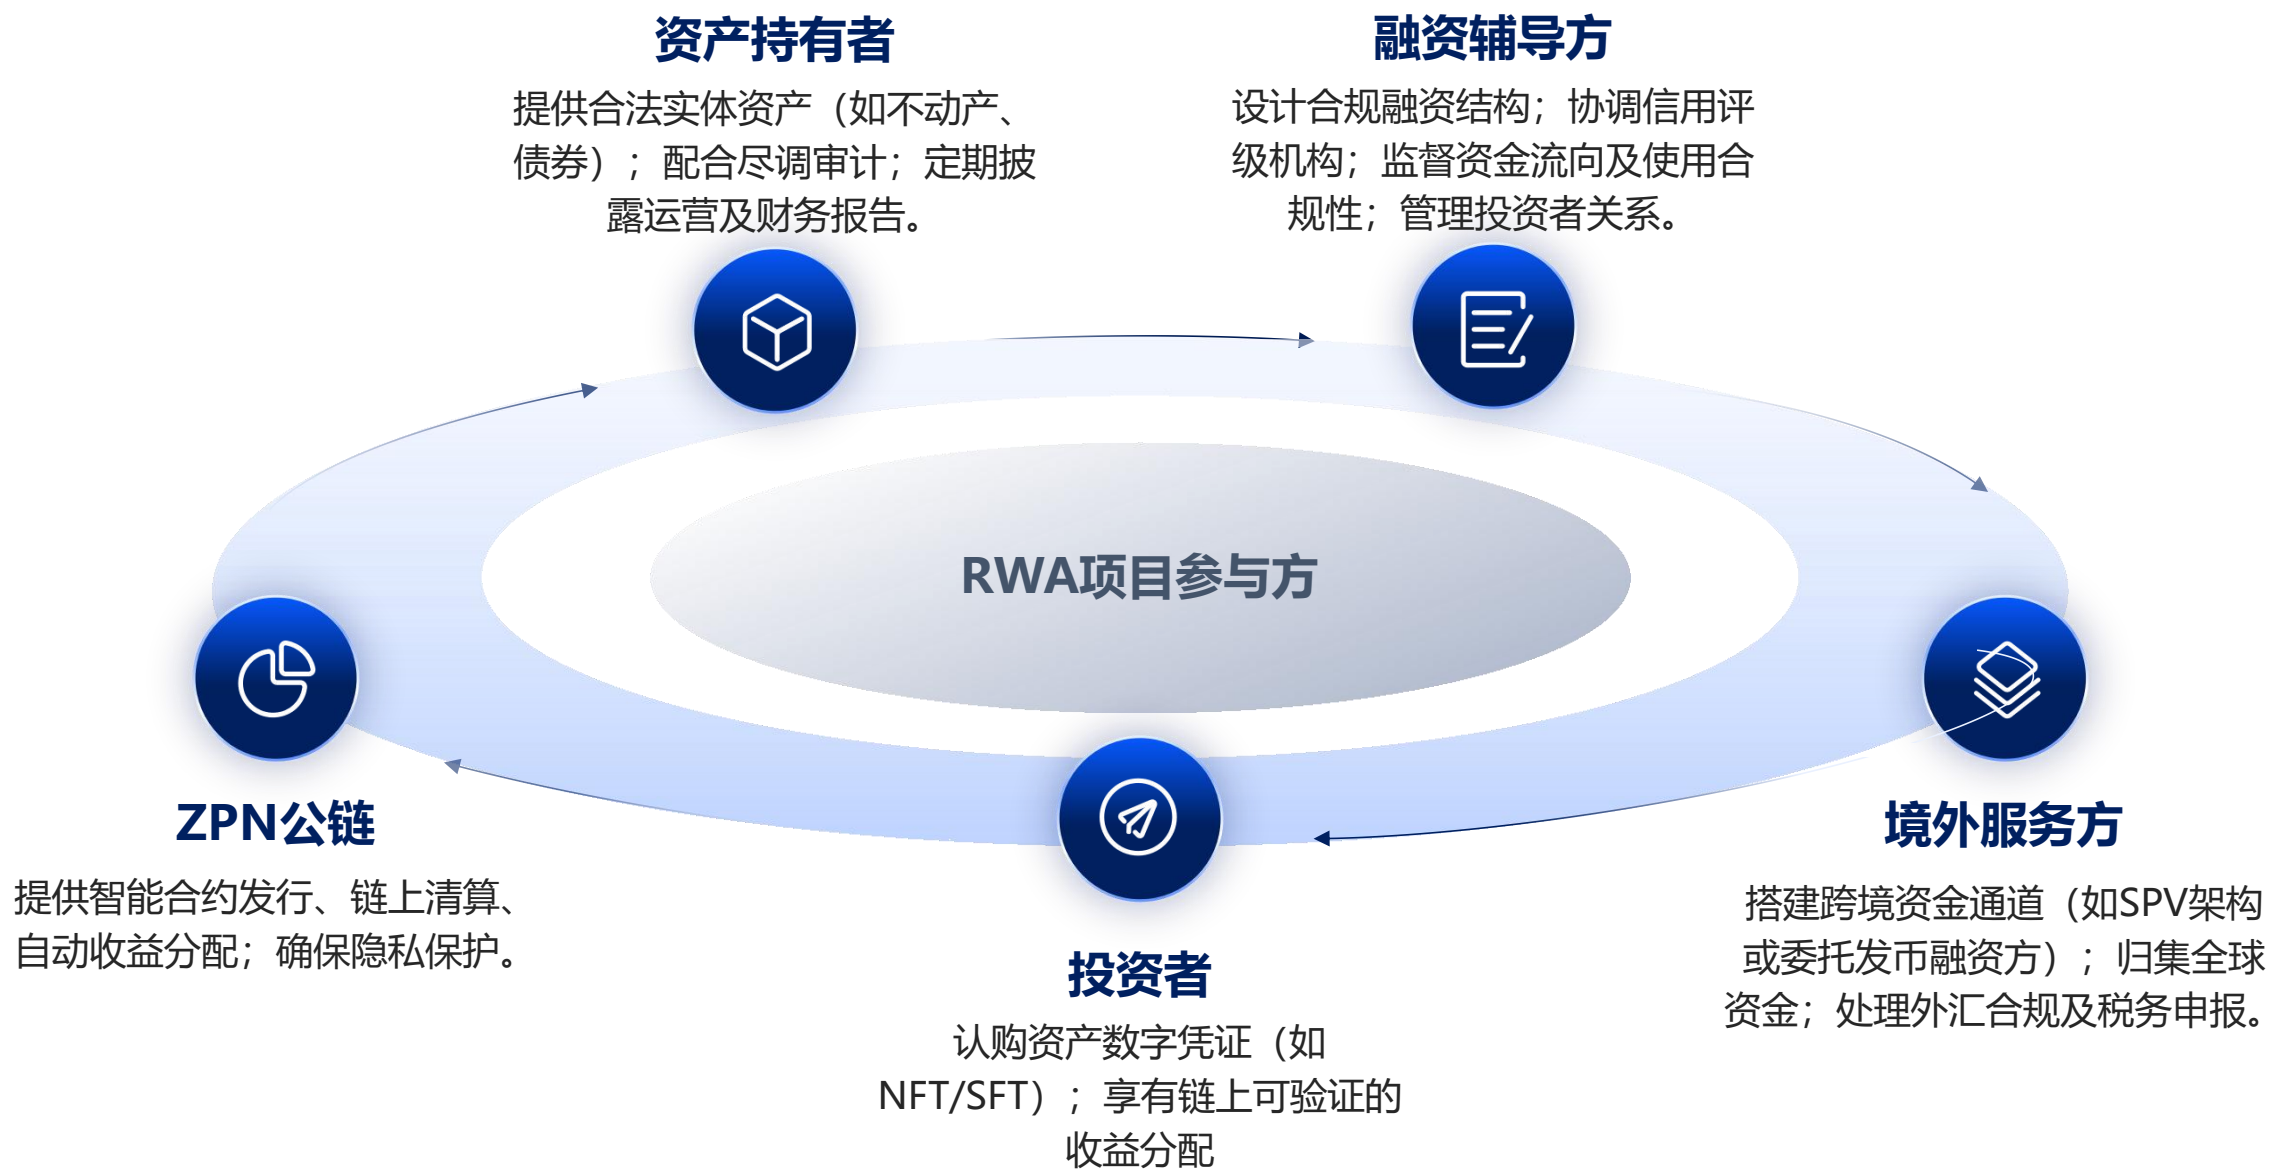 资产持有者
提供合法实体资产（如不动产、
债券）；配合尽调审计；定期披
露运营及财务报告。
融资辅导方
设计合规融资结构；协调信用评
级机构；监督资金流向及使用合
规性；管理投资者关系。
RWA项目参与方
ZPN公链
提供智能合约发行、链上清算、
自动收益分配；确保隐私保护。
投资者
认购资产数字凭证（如
NFT/SFT）；享有链上可验证的
收益分配
境外服务方
搭建跨境资金通道（如SPV架构
或委托发币融资方）；归集全球
资金；处理外汇合规及税务申报。